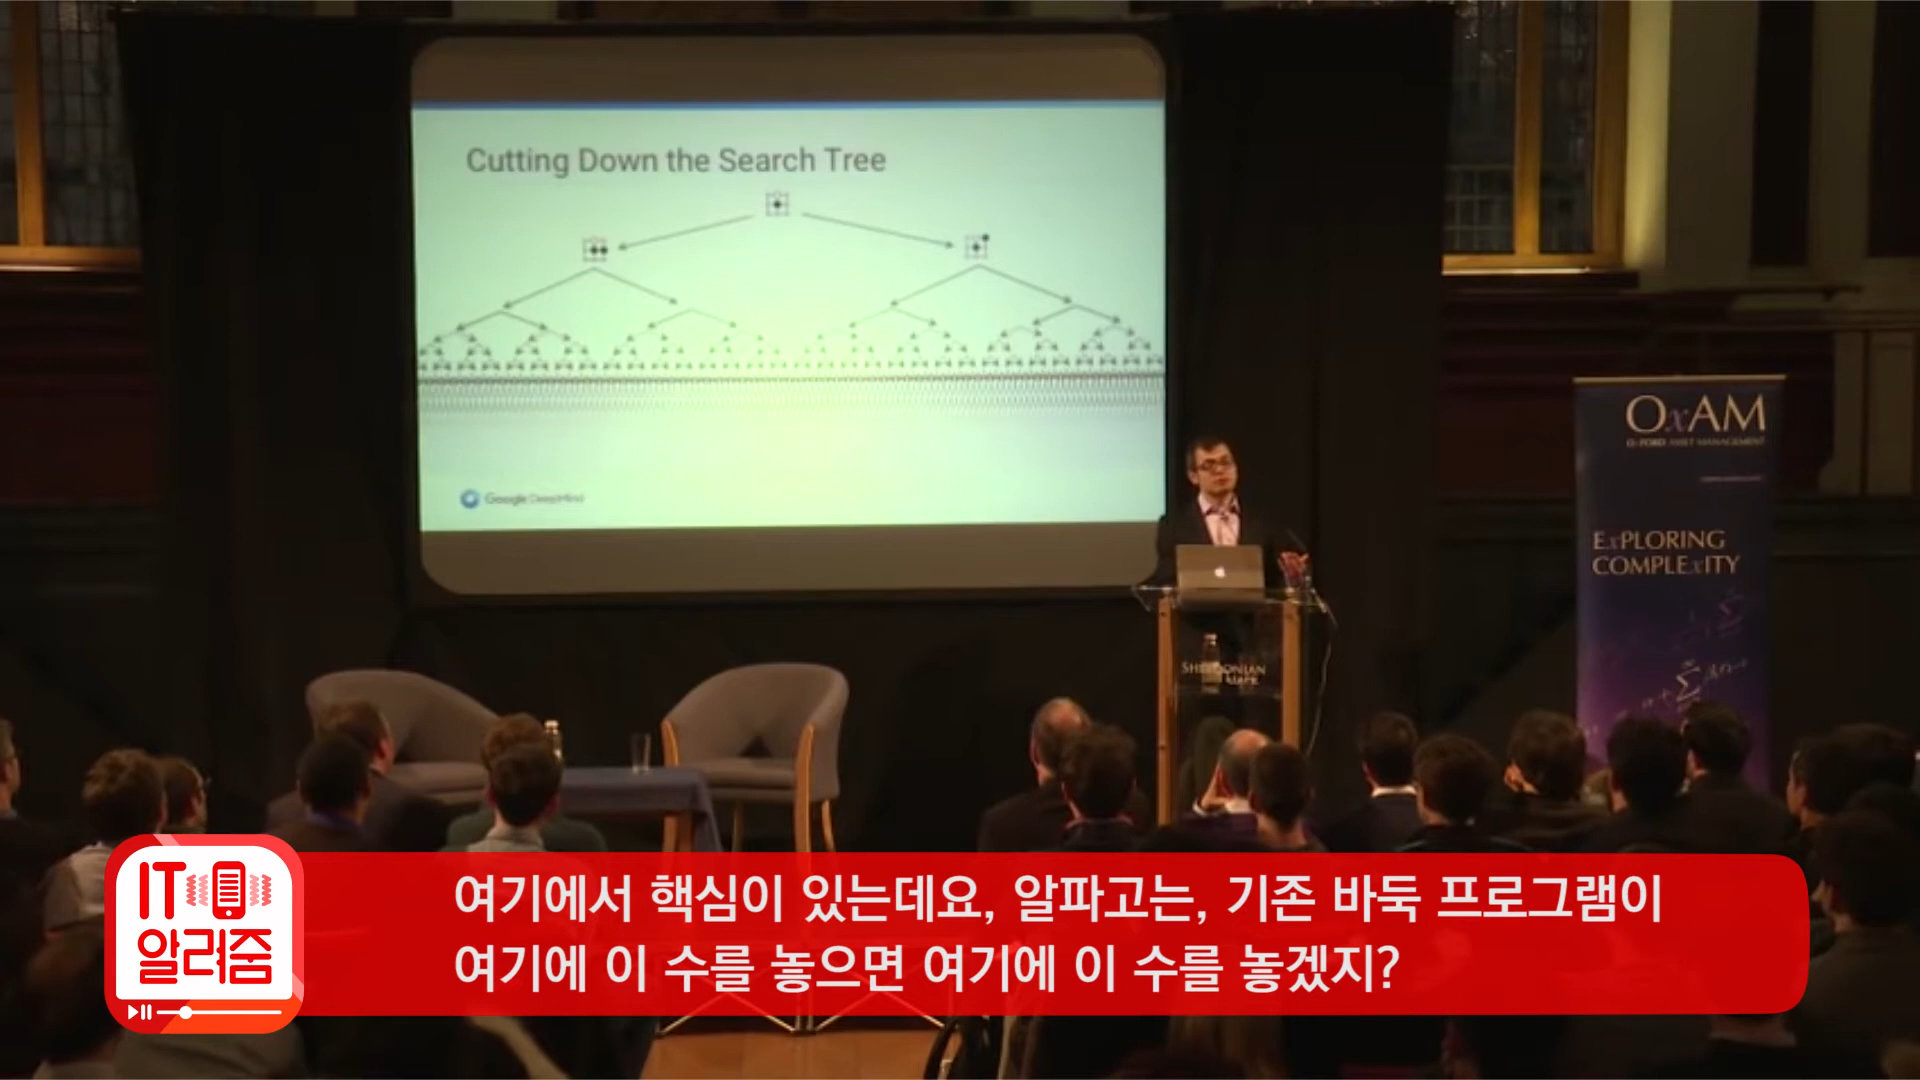 Cutting Down the Search Tree
Google DeepMind
OxAM
ASSET MANAGEMENT
ExPLORING
COMPLExITY
IT
알려줌
여기에서 핵심이 있는데요, 알파고는, 기존 바둑 프로그램이
여기에 이 수를 놓으면 여기에 이 수를 놓겠지?